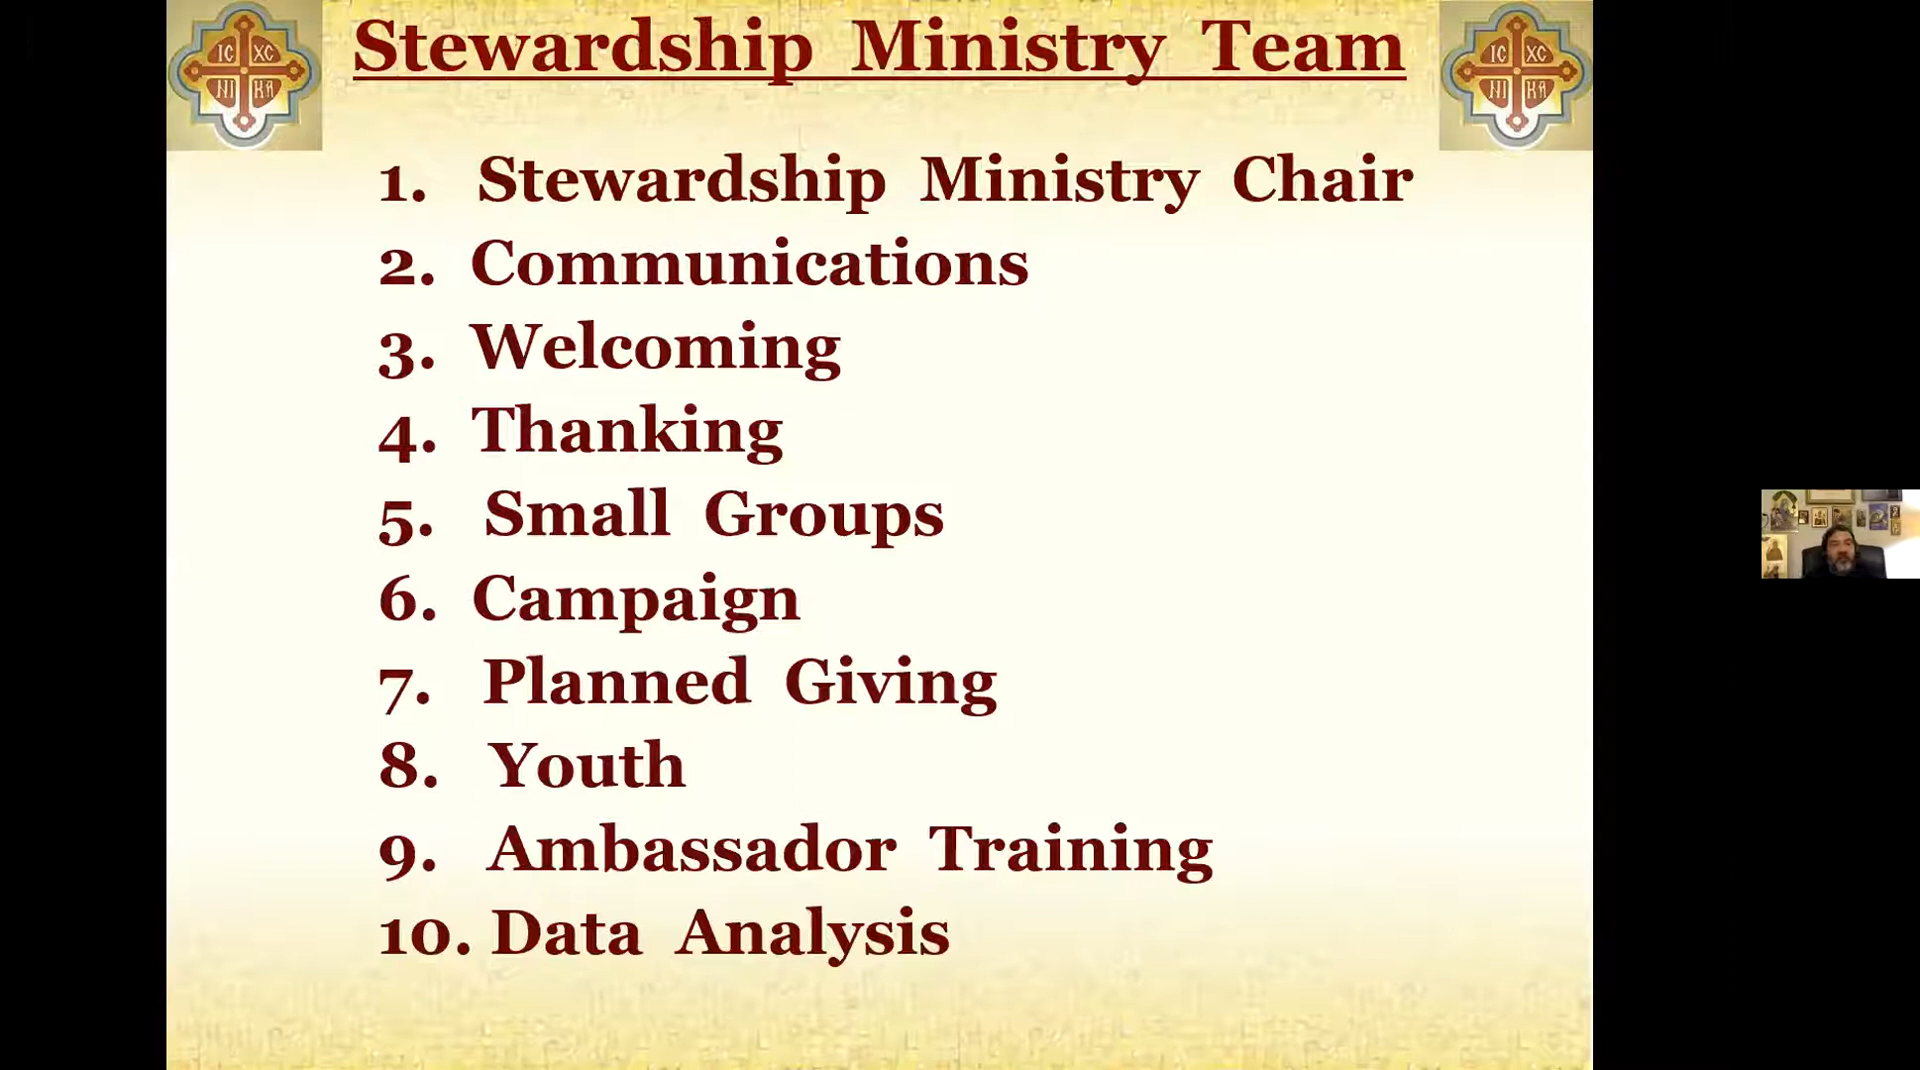 IC XC
NI KA
Stewardship Ministry Team
IC XC
NI KA
1. Stewardship Ministry Chair
2. Communications
3. Welcoming
4. Thanking
5. Small Groups
6. Campaign
7. Planned Giving
8. Youth
9. Ambassador Training
10. Data Analysis